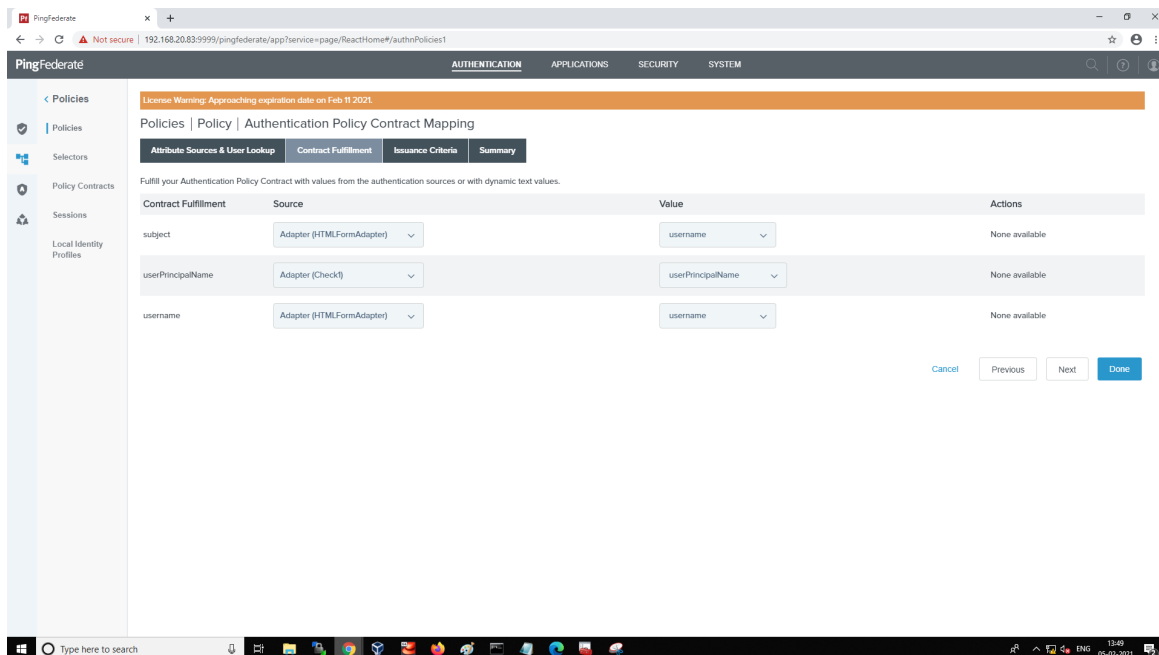 PingFederate
Not secure | 192.168.20.83:9999/pingfederate/app?service=page/ReactHome#/authnPolicies1
PingFederate
AUTHENTICATION APPLICATIONS SECURITY SYSTEM
< Policies
Policies
Selectors
Policy Contracts
Sessions
Local Identity
Profiles
License Warning: Approaching expiration date on Feb 11 2021.
Policies | Policy | Authentication Policy Contract Mapping
Attribute Sources & User Lookup Contract Fulfillment Issuance Criteria Summary
Fulfill your Authentication Policy Contract with values from the authentication sources or with dynamic text values.
Contract Fulfillment Source Value Actions
subject Adapter (HTMLFormAdapter) username None available
userPrincipalName Adapter (Check1) userPrincipalName None available
username Adapter (HTMLFormAdapter) username None available
Cancel Previous Next Done
Type here to search
ENG
13:49
05-02-2021